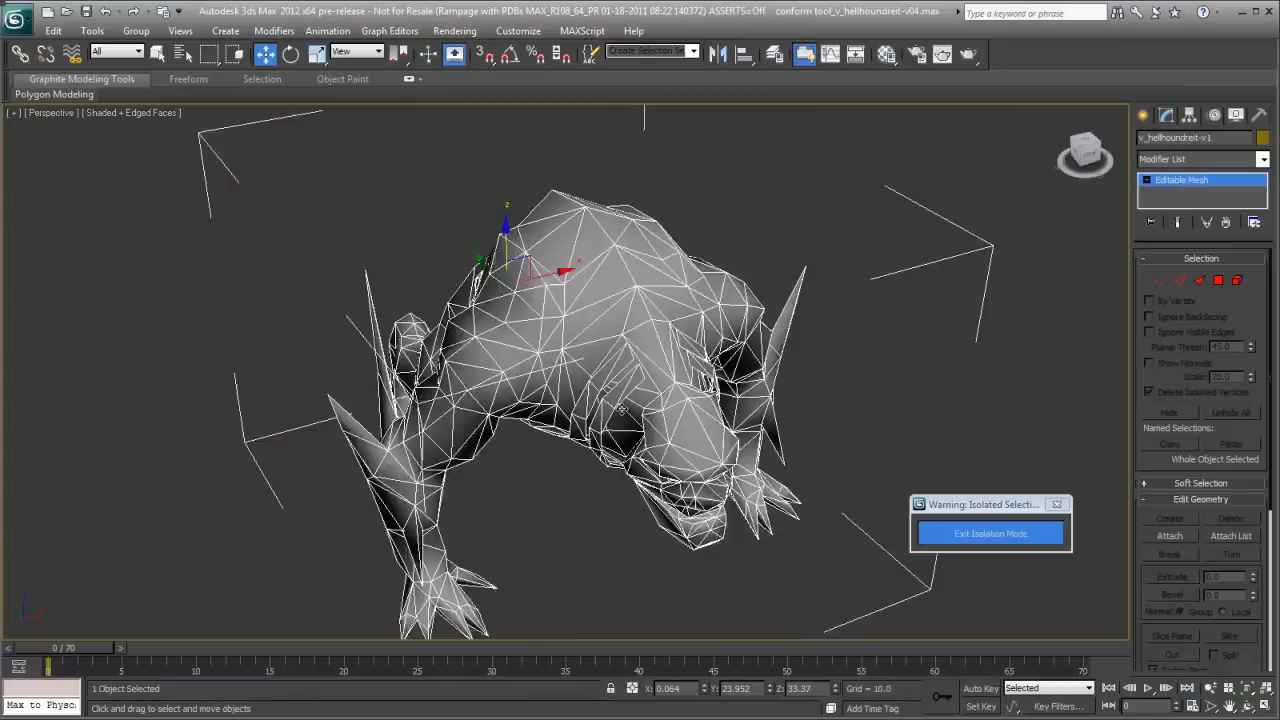 Autodesk 3ds Max 2012 x64 pre-release - Not for Resale (Rampage with PDBs MAX_R108_64_PR 01-18-2011 08:22 140372) ASSERTS=Off conform tool_v_hellhoundreit-v04.max
Type a keyword or phrase
Edit Tools Group Views Create Modifiers Animation Graph Editors Rendering Customize MAXScript Help
All View Create Selection Se
Graphite Modeling Tools Freeform Selection Object Paint
Polygon Modeling
[ + ] [ Perspective ] [ Shaded + Edged Faces ]
v_hellhoundreit-v1
Modifier List
Editable Mesh
z
x
Selection
By Vertex
Ignore Backfacing
Ignore Visible Edges
Planar Thresh: 45.0
Show Normals
Scale: 20.0
Delete Isolated Vertices
Hide Unhide All
Named Selections:
Copy Paste
Whole Object Selected
Soft Selection
Edit Geometry
Create Delete
Attach Attach List
Break Turn
Extrude 0.0
Bevel 0.0
Normal: Group Local
Slice Plane Slice
Cut Split
Warning: Isolated Selecti...
Exit Isolation Mode
0 / 70
0 5 10 15 20 25 30 35 40 45 50 55 60 65 70
1 Object Selected X: 0.064 Y: 23.952 Z: 33.37 Grid = 10.0 Auto Key Selected
Max to Physc Click and drag to select and move objects Add Time Tag Set Key Key Filters... 0